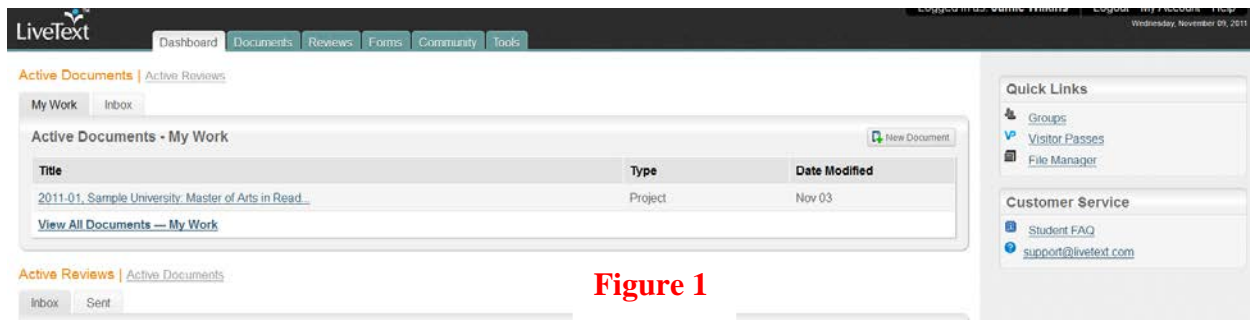 Logged in as: Jamie Wilkins Logout My Account Help
Wednesday, November 09, 2011
LiveText
Dashboard Documents Reviews Forms Community Tools
Active Documents | Active Reviews
My Work Inbox
Active Documents - My Work
New Document
Title Type Date Modified
2011-01, Sample University: Master of Arts in Read... Project Nov 03
View All Documents — My Work
Active Reviews | Active Documents
Inbox Sent
Figure 1
Quick Links
Groups
VP Visitor Passes
File Manager
Customer Service
Student FAQ
support@livetext.com